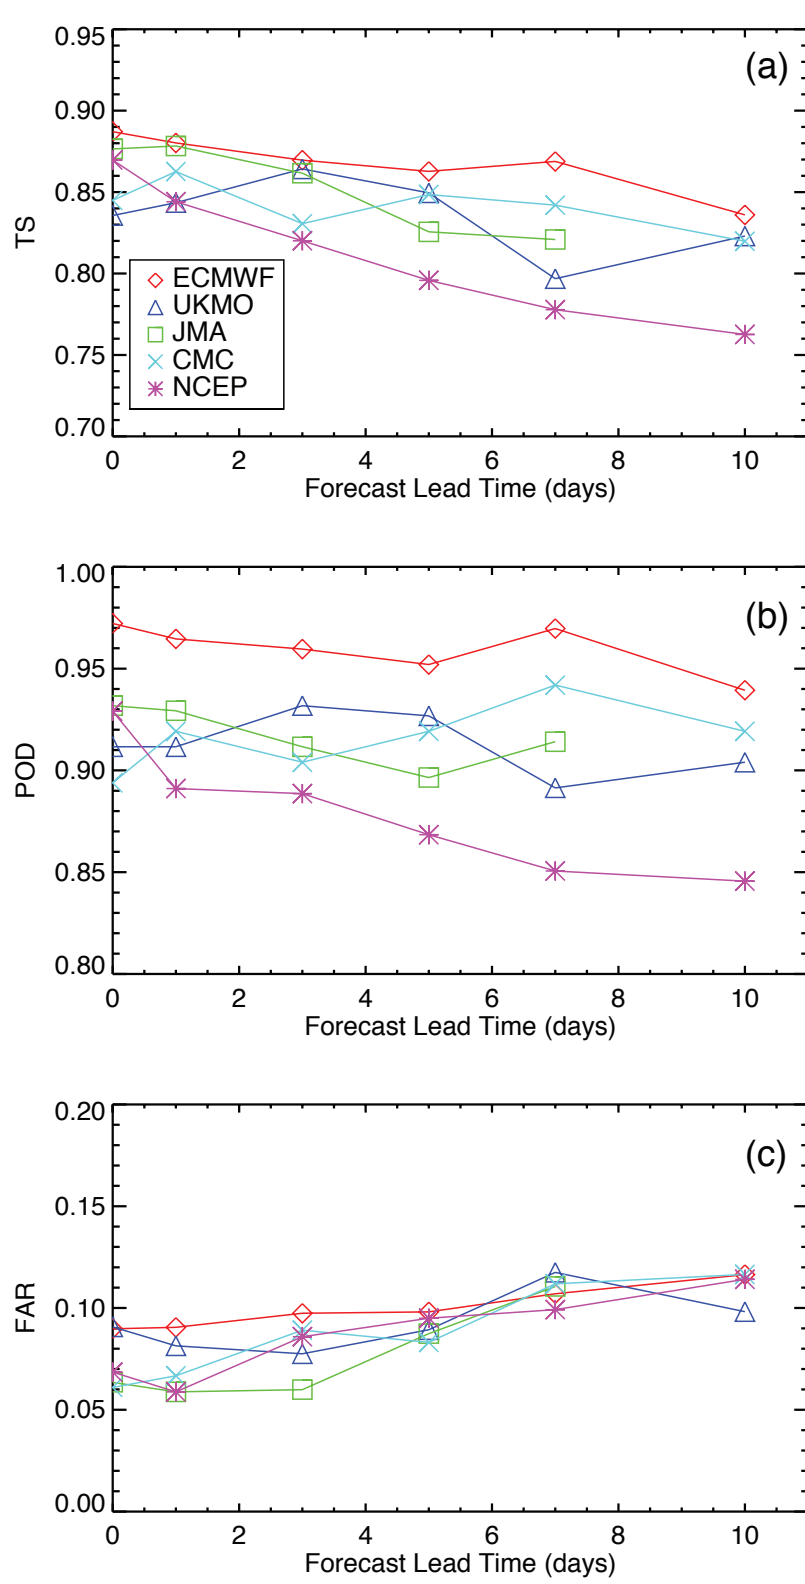 (a)
0.95
0.90
0.85
0.80
0.75
0.70
TS
ECMWF
UKMO
JMA
CMC
NCEP
0 2 4 6 8 10
Forecast Lead Time (days)
(b)
1.00
0.95
0.90
0.85
0.80
POD
0 2 4 6 8 10
Forecast Lead Time (days)
(c)
0.20
0.15
0.10
0.05
0.00
FAR
0 2 4 6 8 10
Forecast Lead Time (days)